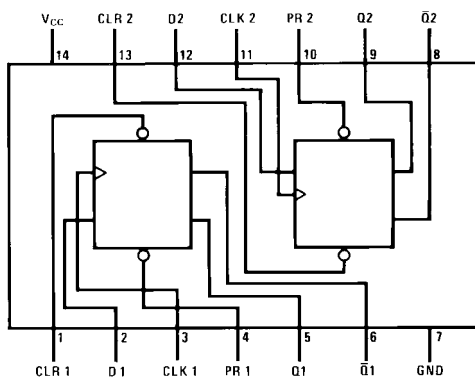 VCC CLR 2 D2 CLK 2 PR 2 Q2 Q̅2
14 13 12 11 10 9 8
1 2 3 4 5 6 7
CLR 1 D1 CLK 1 PR 1 Q1 Q̅1 GND